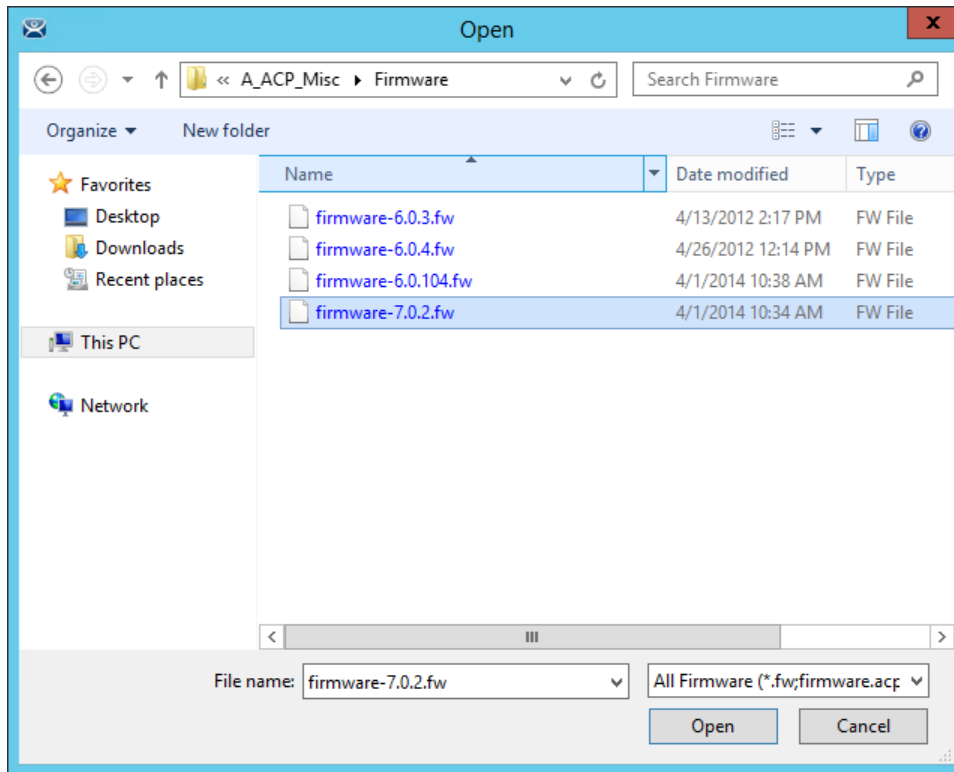 Open
x
« A_ACP_Misc Firmware
Search Firmware
Organize New folder
Name Date modified Type
Favorites
Desktop
Downloads
Recent places
This PC
Network
firmware-6.0.3.fw 4/13/2012 2:17 PM FW File
firmware-6.0.4.fw 4/26/2012 12:14 PM FW File
firmware-6.0.104.fw 4/1/2014 10:38 AM FW File
firmware-7.0.2.fw 4/1/2014 10:34 AM FW File
File name: firmware-7.0.2.fw All Firmware (*.fw;firmware.acp
Open Cancel